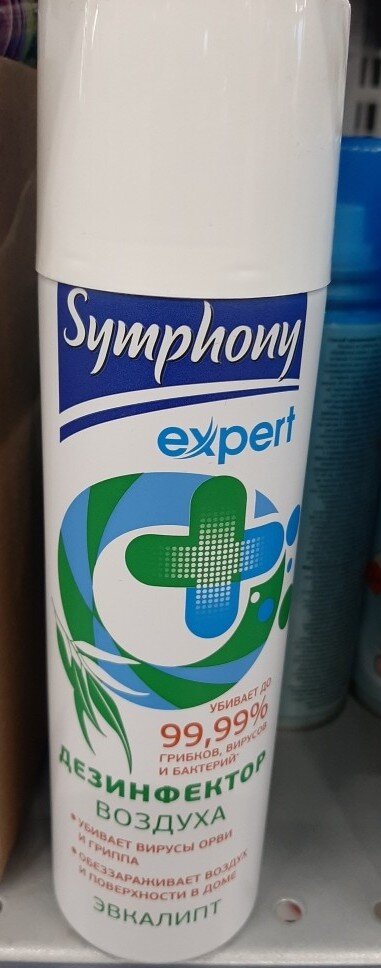 Symphony
expert
УБИВАЕТ ДО
99,99%
ГРИБКОВ, ВИРУСОВ
И БАКТЕРИЙ
ДЕЗИНФЕКТОР
ВОЗДУХА
• УБИВАЕТ ВИРУСЫ ОРВИ
И ГРИППА
• ОБЕЗЗАРАЖИВАЕТ ВОЗДУХ
И ПОВЕРХНОСТИ В ДОМЕ
ЭВКАЛИПТ